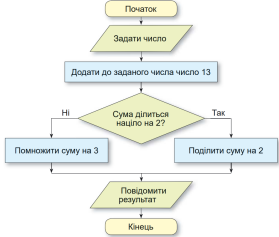 Початок
Задати число
Додати до заданого числа число 13
Сума ділиться
націло на 2?
Ні
Так
Помножити суму на 3
Поділити суму на 2
Повідомити
результат
Кінець